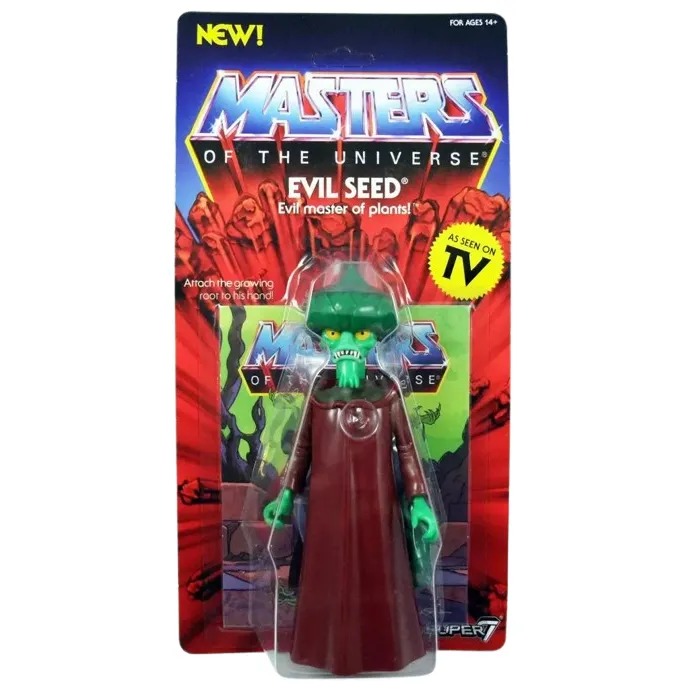 NEW!
FOR AGES 14+
MASTERS
OF THE UNIVERSE®
EVIL SEED®
Evil master of plants!™
AS SEEN ON
TV
Attach the growing
root to his hand!
MASTERS
OF THE UNIVERSE®
SUPER7